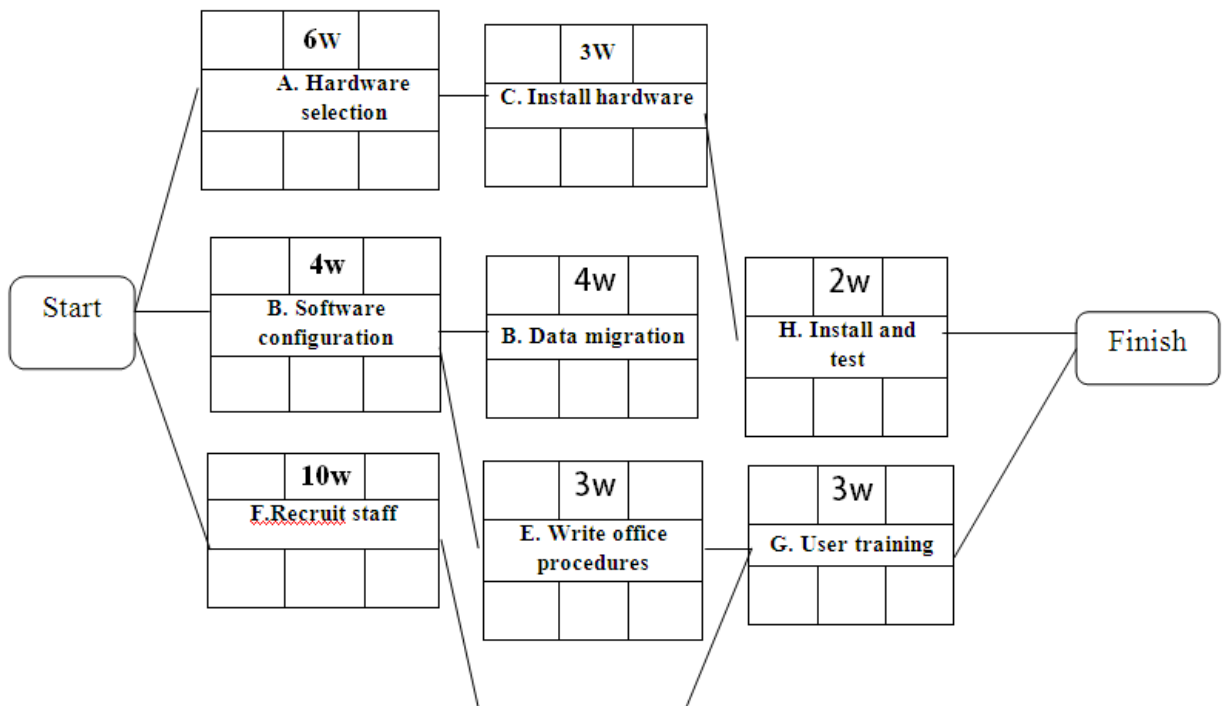 6W
A. Hardware
selection
3W
C. Install hardware
Start
4w
B. Software
configuration
4w
B. Data migration
2w
H. Install and
test
Finish
10w
F.Recruit staff
3w
E. Write office
procedures
3w
G. User training